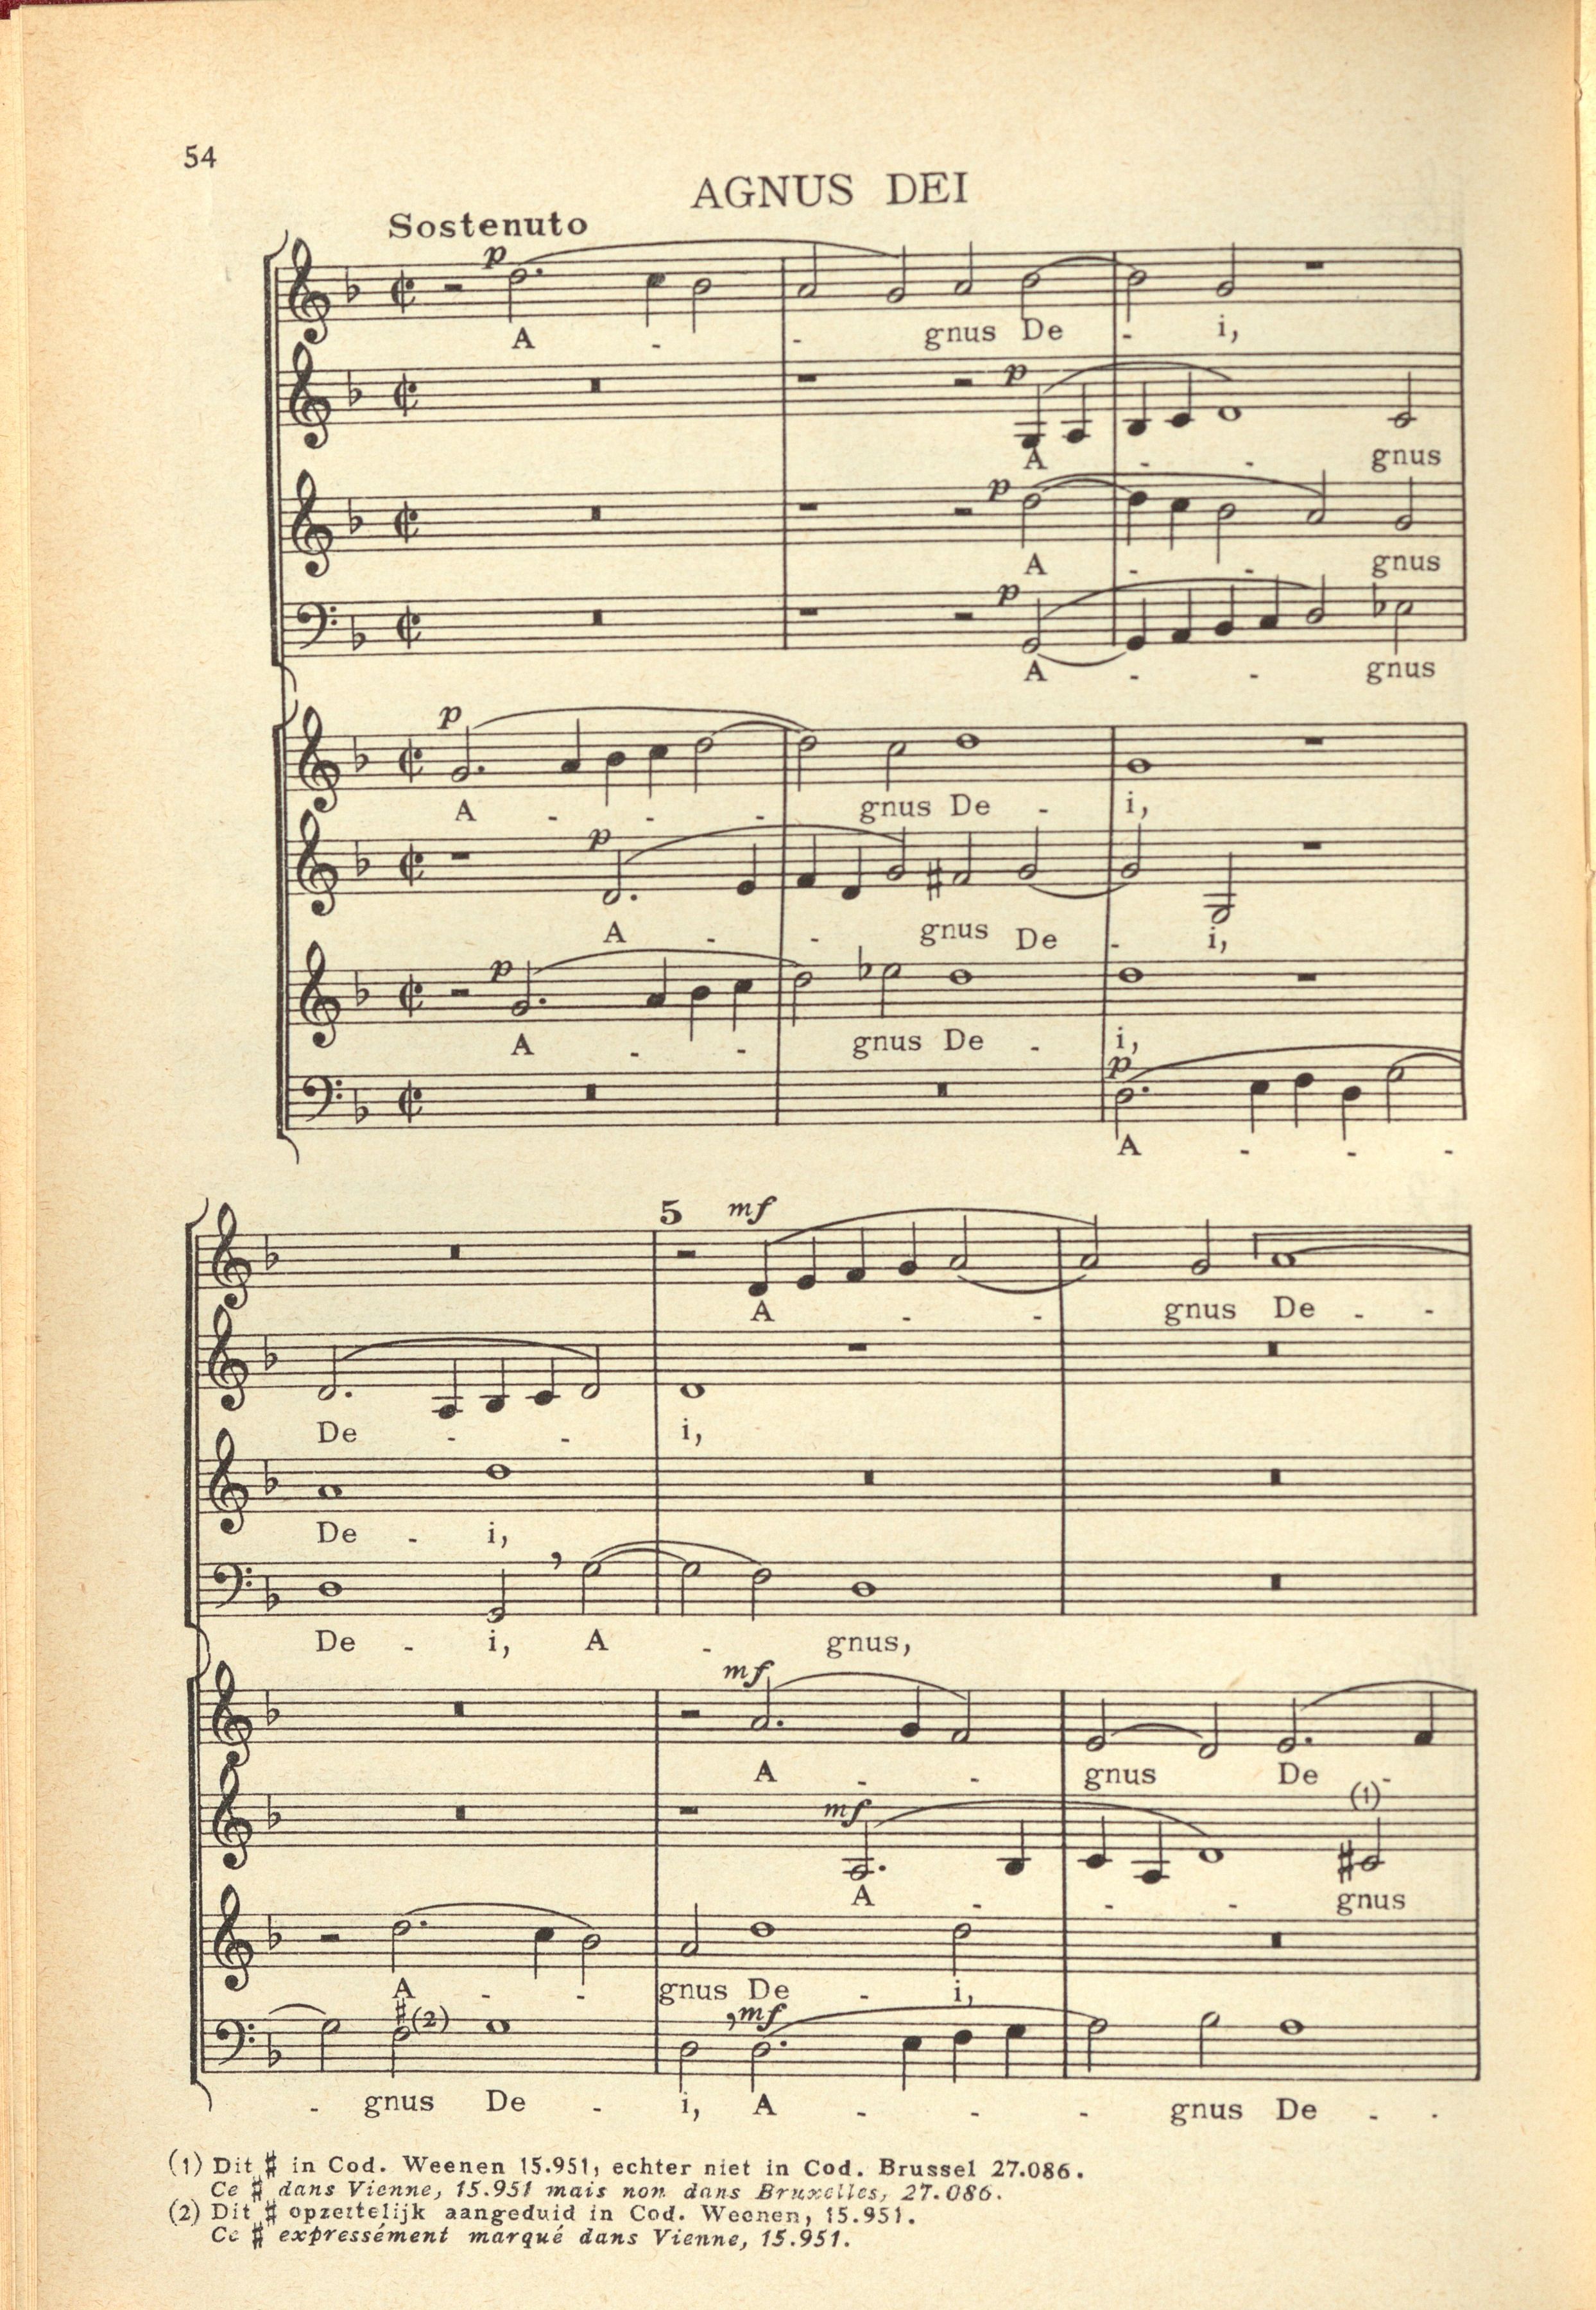 54
AGNUS DEI
Sostenuto
p
A - - gnus De - i,
p
A - - gnus
p
A - - gnus
p
A - - gnus
p
A - - - gnus De - i,
p
A - - gnus De - i,
p
A - - gnus De - i,
p
A - - -
5 mf
A - - gnus De - -
De - - i,
De - i,
De - i, A - gnus,
mf
A - - gnus De -
(1)
mf
A - - - gnus
A - - gnus De - i,
♯(2) , mf
- gnus De - i, A - - - gnus De - -
(1) Dit ♯ in Cod. Weenen 15.951, echter niet in Cod. Brussel 27.086.
Ce ♯ dans Vienne, 15.951 mais non dans Bruxelles, 27.086.
(2) Dit ♯ opzettelijk aangeduid in Cod. Weenen, 15.951.
Ce ♯ expressément marqué dans Vienne, 15.951.